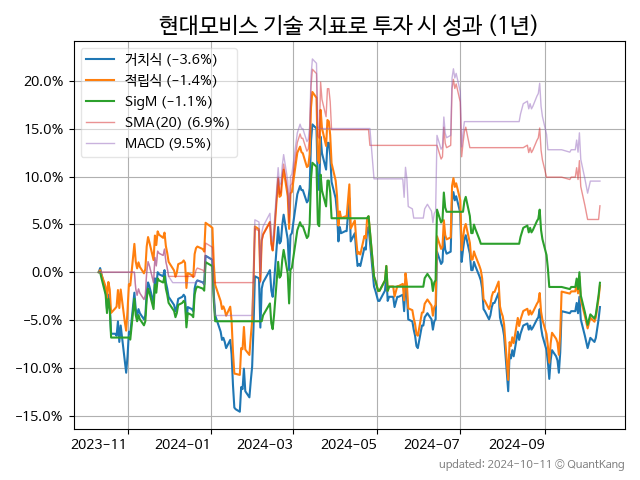 현대모비스 기술 지표로 투자 시 성과 (1년)
거치식 (−3.6%)
적립식 (−1.4%)
SigM (−1.1%)
SMA(20) (6.9%)
MACD (9.5%)
20.0%
15.0%
10.0%
5.0%
0.0%
−5.0%
−10.0%
−15.0%
2023-11 2024-01 2024-03 2024-05 2024-07 2024-09
updated: 2024-10-11 © QuantKang